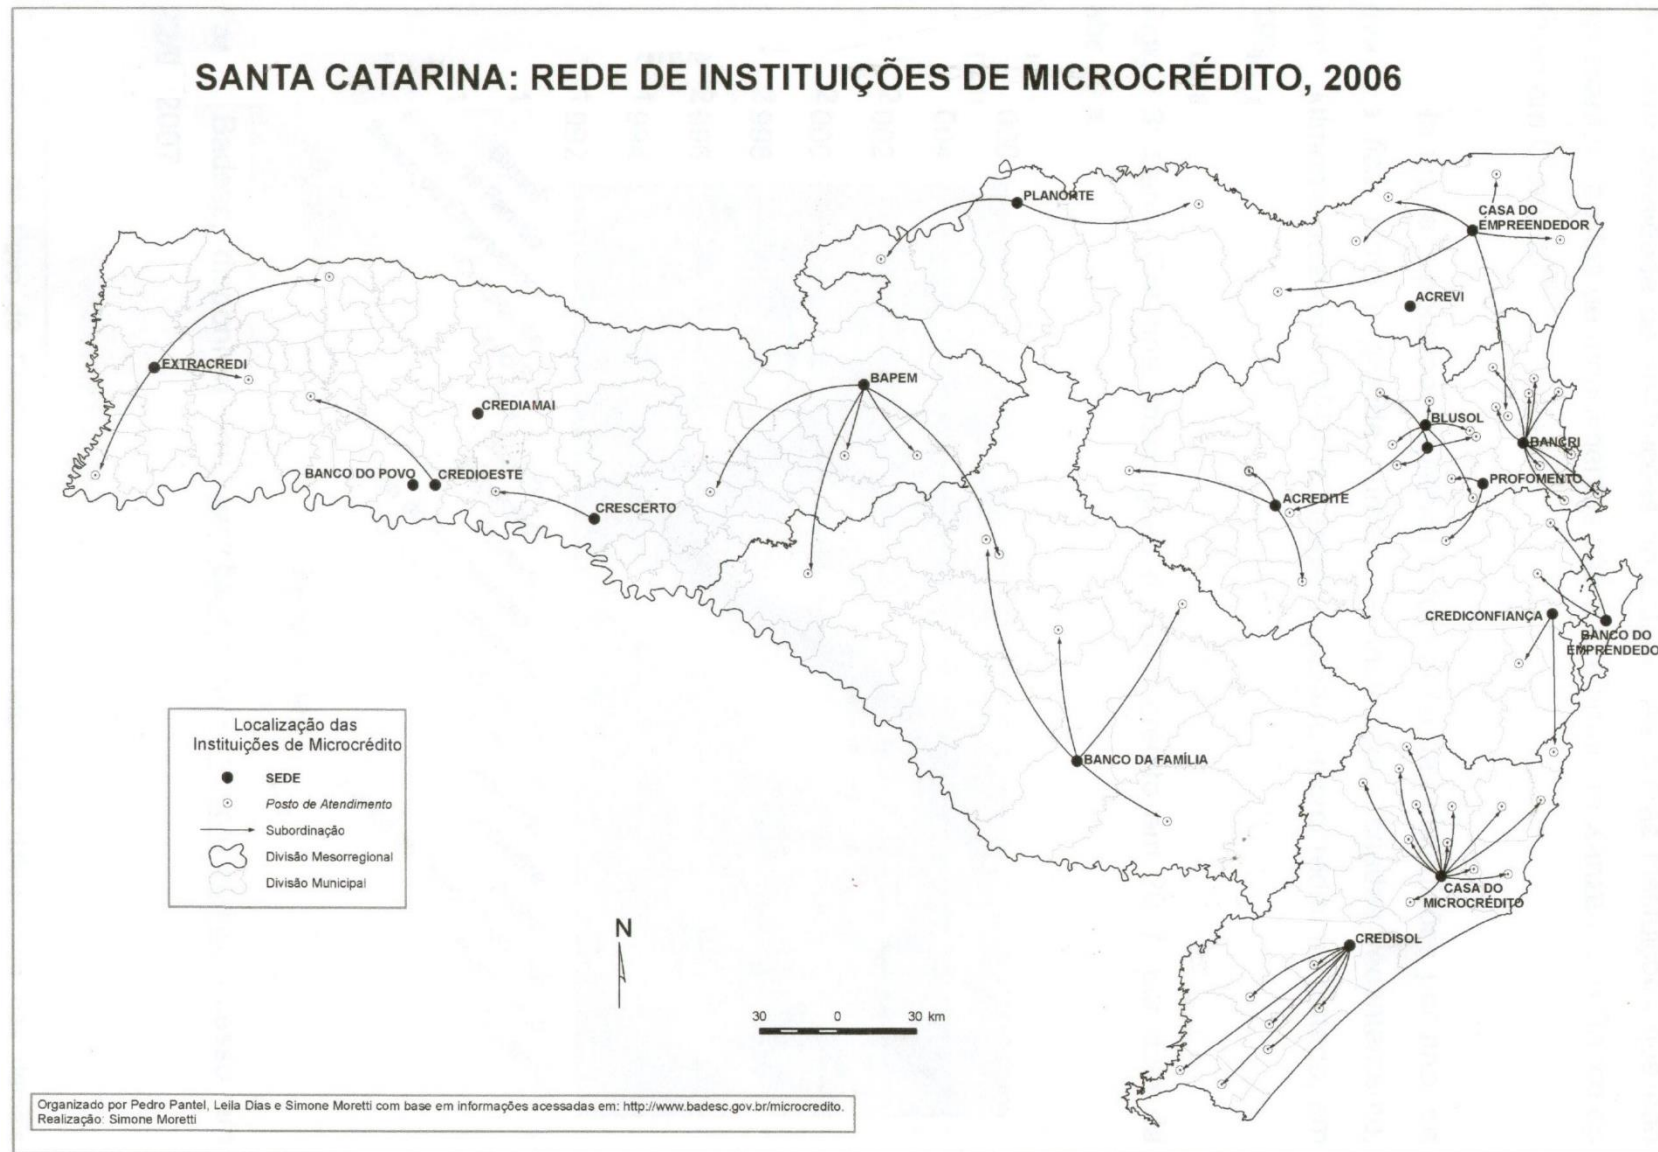 SANTA CATARINA: REDE DE INSTITUIÇÕES DE MICROCRÉDITO, 2006
PLANORTE
CASA DO
EMPREENDEDOR
ACREVI
EXTRACREDI
BAPEM
CREDIAMAI
BLUSOL
BANCRI
BANCO DO POVO
CREDIOESTE
PROFOMENTO
ACREDITE
CRESCERTO
CREDICONFIANÇA
BANCO DO
EMPRENDEDO
BANCO DA FAMÍLIA
CASA DO
MICROCRÉDITO
CREDISOL
Localização das
Instituições de Microcrédito
SEDE
Posto de Atendimento
Subordinação
Divisão Mesorregional
Divisão Municipal
N
30 0 30 km
Organizado por Pedro Pantel, Leila Dias e Simone Moretti com base em informações acessadas em: http://www.badesc.gov.br/microcredito.
Realização: Simone Moretti